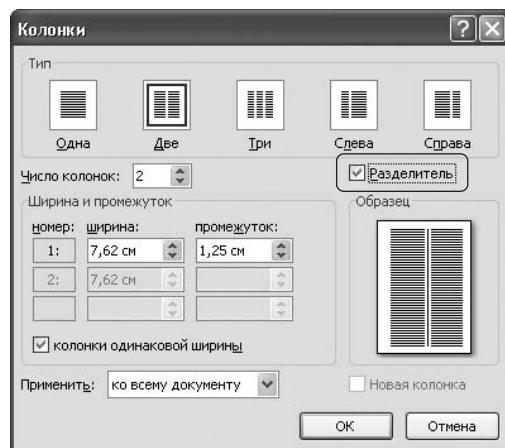 Колонки
Тип
Одна Две Три Слева Справа
Число колонок: 2 Разделитель
Ширина и промежуток Образец
номер: ширина: промежуток:
1: 7,62 см 1,25 см
2: 7,62 см
колонки одинаковой ширины
Применить: ко всему документу Новая колонка
ОК Отмена